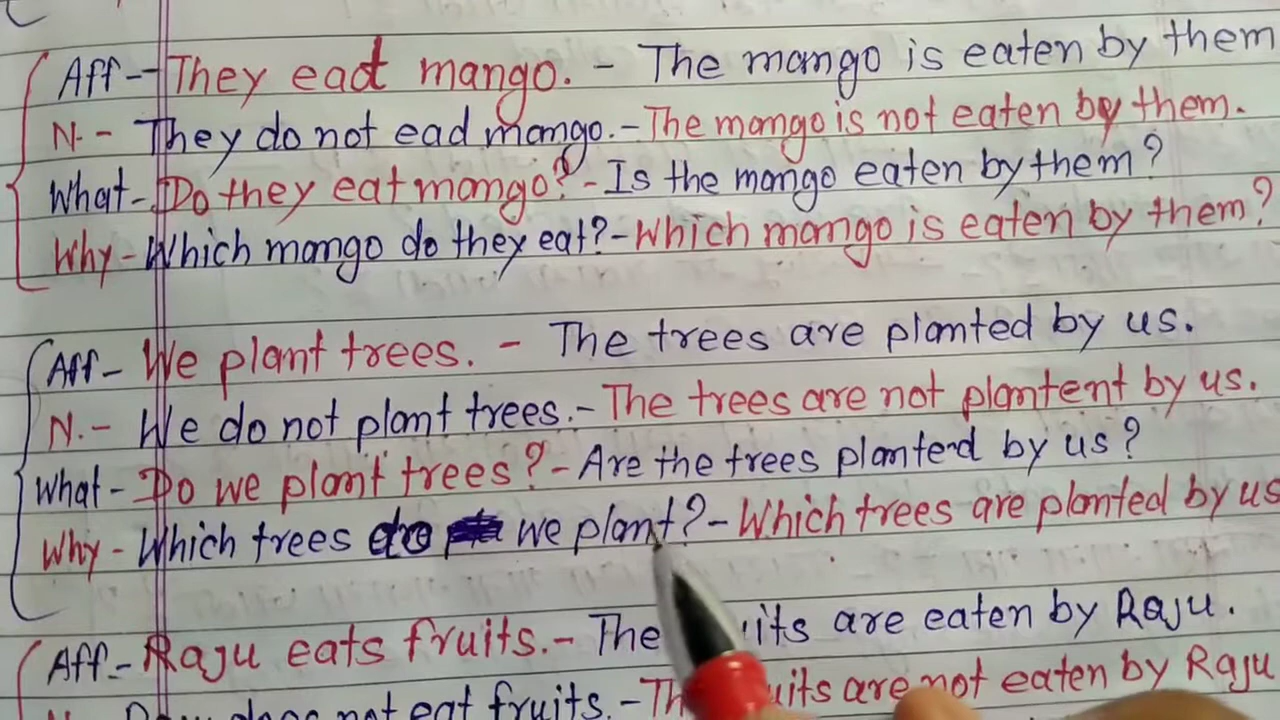 Aff - They eadt mango. - The mango is eaten by them
N. - They do not ead mango. - The mango is not eaten by them.
What - Do they eat mango? - Is the mango eaten by them?
Why - Which mango do they eat? - Which mango is eaten by them?
Aff - We plant trees. - The trees are planted by us.
N. - We do not plant trees. - The trees are not plantent by us.
What - Do we plant trees? - Are the trees planted by us?
Why - Which trees do we plant? - Which trees are planted by us
Aff - Raju eats fruits. - The are eaten by Raju.
does not eat fruits. - are not eaten by Raju